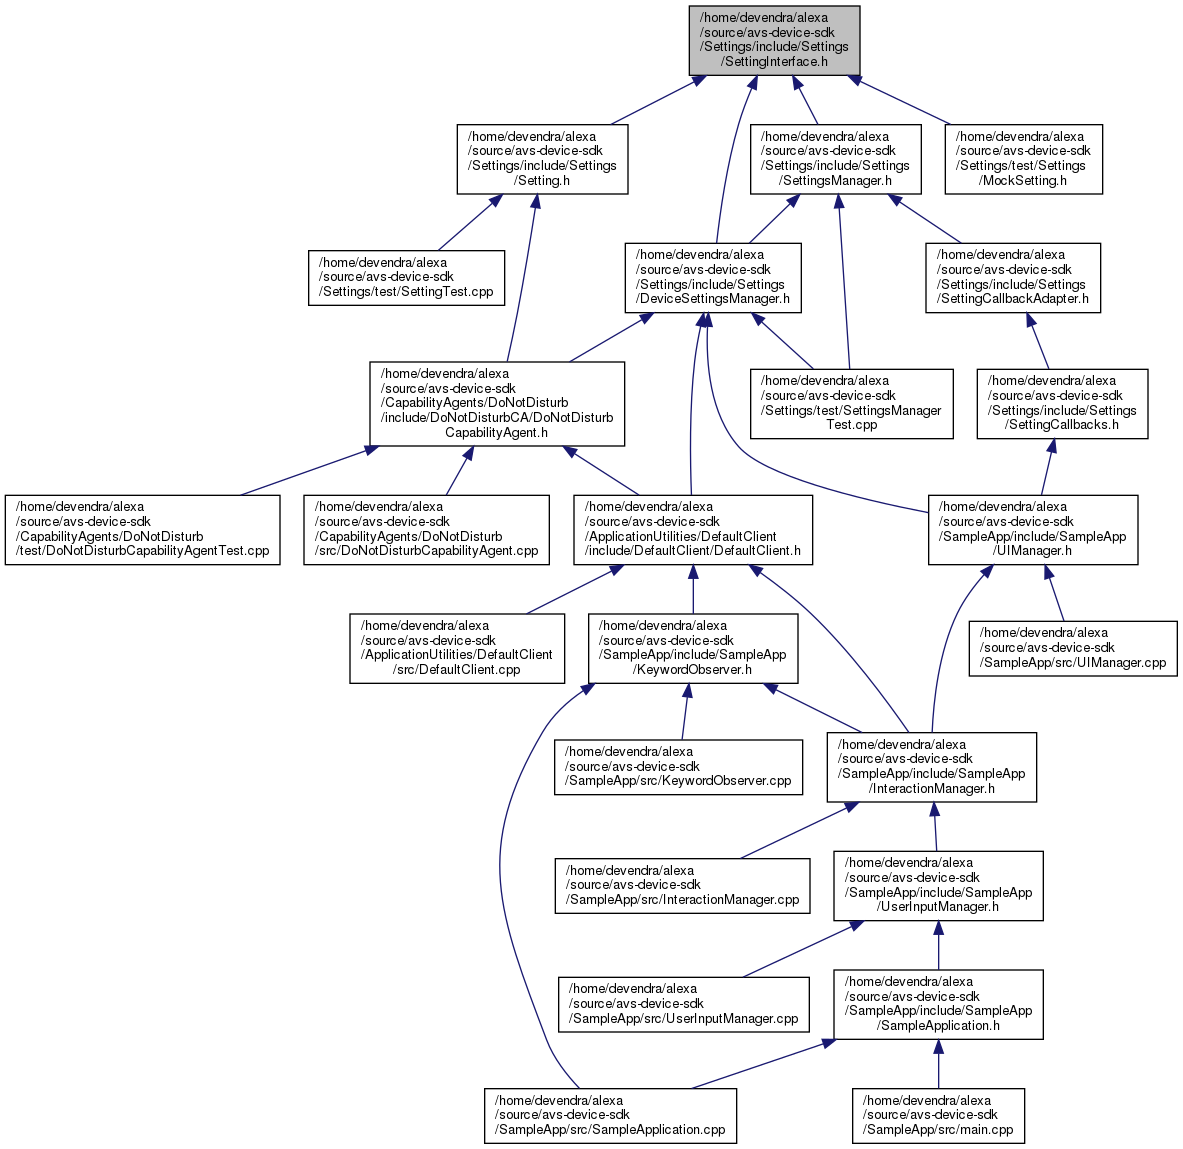 /home/devendra/alexa
/source/avs-device-sdk
/Settings/include/Settings
/SettingInterface.h
/home/devendra/alexa
/source/avs-device-sdk
/Settings/include/Settings
/Setting.h
/home/devendra/alexa
/source/avs-device-sdk
/Settings/include/Settings
/SettingsManager.h
/home/devendra/alexa
/source/avs-device-sdk
/Settings/test/Settings
/MockSetting.h
/home/devendra/alexa
/source/avs-device-sdk
/Settings/test/SettingTest.cpp
/home/devendra/alexa
/source/avs-device-sdk
/Settings/include/Settings
/DeviceSettingsManager.h
/home/devendra/alexa
/source/avs-device-sdk
/Settings/include/Settings
/SettingCallbackAdapter.h
/home/devendra/alexa
/source/avs-device-sdk
/CapabilityAgents/DoNotDisturb
/include/DoNotDisturbCA/DoNotDisturb
CapabilityAgent.h
/home/devendra/alexa
/source/avs-device-sdk
/Settings/test/SettingsManager
Test.cpp
/home/devendra/alexa
/source/avs-device-sdk
/Settings/include/Settings
/SettingCallbacks.h
/home/devendra/alexa
/source/avs-device-sdk
/CapabilityAgents/DoNotDisturb
/test/DoNotDisturbCapabilityAgentTest.cpp
/home/devendra/alexa
/source/avs-device-sdk
/CapabilityAgents/DoNotDisturb
/src/DoNotDisturbCapabilityAgent.cpp
/home/devendra/alexa
/source/avs-device-sdk
/ApplicationUtilities/DefaultClient
/include/DefaultClient/DefaultClient.h
/home/devendra/alexa
/source/avs-device-sdk
/SampleApp/include/SampleApp
/UIManager.h
/home/devendra/alexa
/source/avs-device-sdk
/ApplicationUtilities/DefaultClient
/src/DefaultClient.cpp
/home/devendra/alexa
/source/avs-device-sdk
/SampleApp/include/SampleApp
/KeywordObserver.h
/home/devendra/alexa
/source/avs-device-sdk
/SampleApp/src/UIManager.cpp
/home/devendra/alexa
/source/avs-device-sdk
/SampleApp/src/KeywordObserver.cpp
/home/devendra/alexa
/source/avs-device-sdk
/SampleApp/include/SampleApp
/InteractionManager.h
/home/devendra/alexa
/source/avs-device-sdk
/SampleApp/src/InteractionManager.cpp
/home/devendra/alexa
/source/avs-device-sdk
/SampleApp/include/SampleApp
/UserInputManager.h
/home/devendra/alexa
/source/avs-device-sdk
/SampleApp/src/UserInputManager.cpp
/home/devendra/alexa
/source/avs-device-sdk
/SampleApp/include/SampleApp
/SampleApplication.h
/home/devendra/alexa
/source/avs-device-sdk
/SampleApp/src/SampleApplication.cpp
/home/devendra/alexa
/source/avs-device-sdk
/SampleApp/src/main.cpp